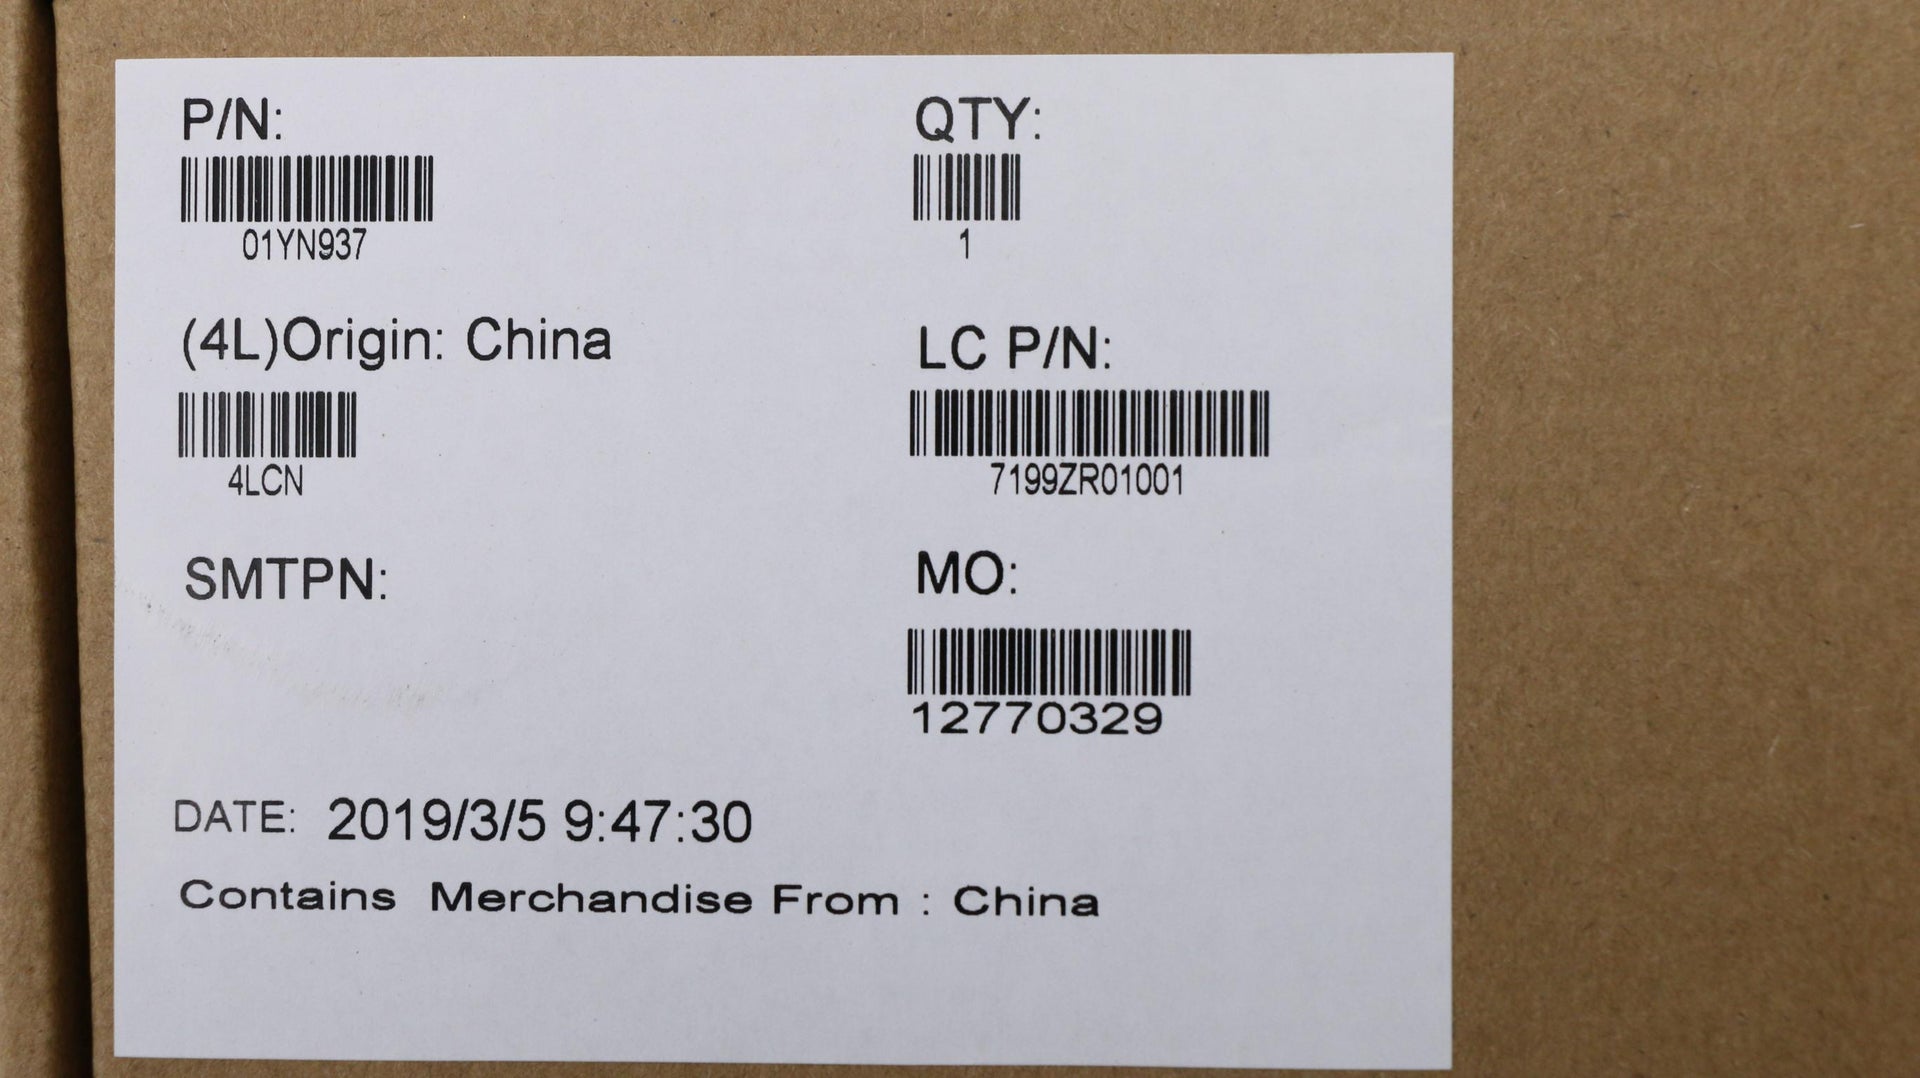 P/N:
01YN937
QTY:
1
(4L)Origin: China
4LCN
LC P/N:
7199ZR01001
SMTPN:
MO:
12770329
DATE: 2019/3/5 9:47:30
Contains Merchandise From : China